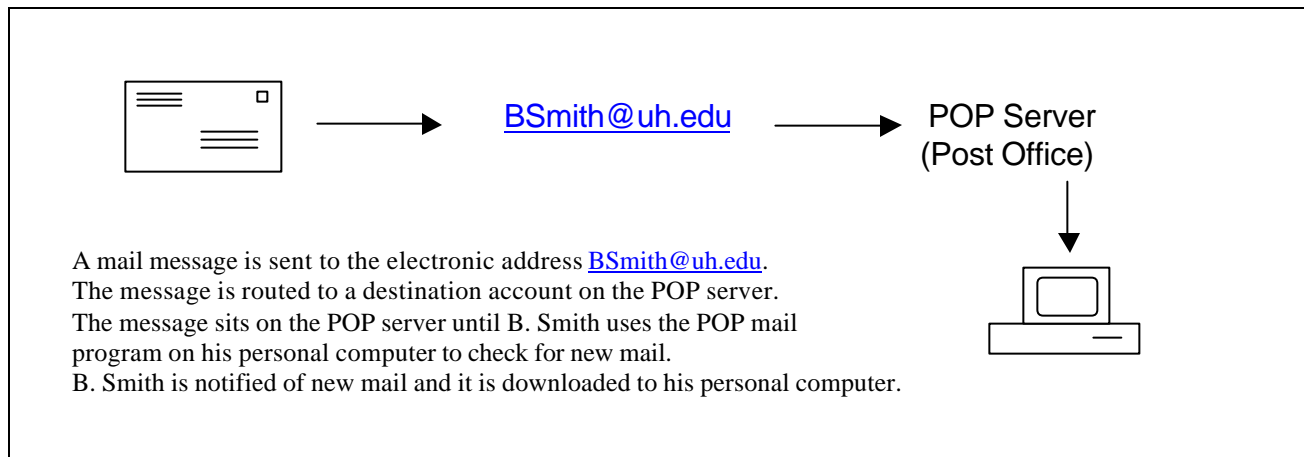 BSmith@uh.edu
POP Server
(Post Office)
A mail message is sent to the electronic address BSmith@uh.edu.
The message is routed to a destination account on the POP server.
The message sits on the POP server until B. Smith uses the POP mail
program on his personal computer to check for new mail.
B. Smith is notified of new mail and it is downloaded to his personal computer.